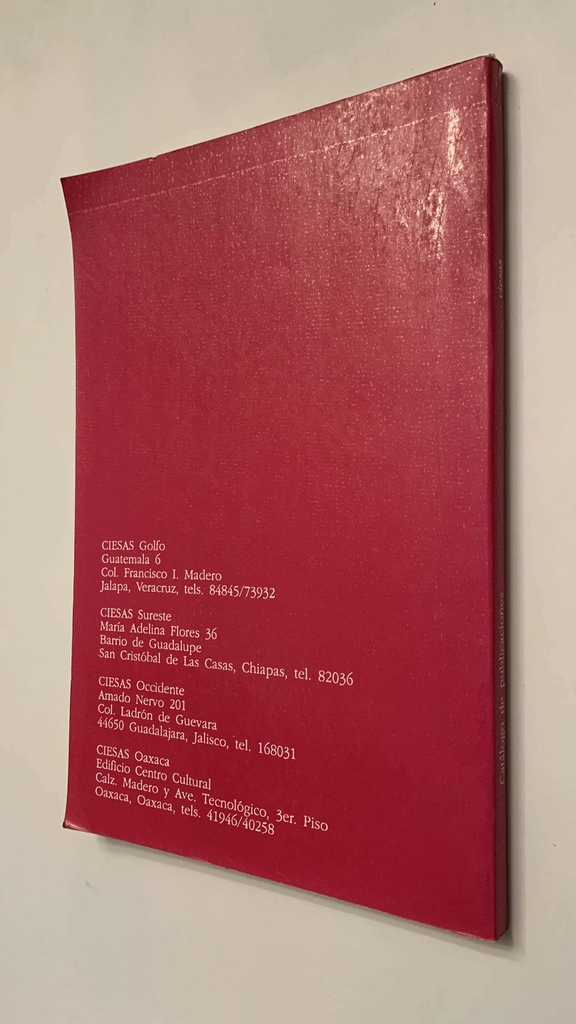 CIESAS Golfo
Guatemala 6
Col. Francisco I. Madero
Jalapa, Veracruz, tels. 84845/73932
CIESAS Sureste
María Adelina Flores 36
Barrio de Guadalupe
San Cristóbal de Las Casas, Chiapas, tel. 82036
CIESAS Occidente
Amado Nervo 201
Col. Ladrón de Guevara
44650 Guadalajara, Jalisco, tel. 168031
CIESAS Oaxaca
Edificio Centro Cultural
Calz. Madero y Ave. Tecnológico, 3er. Piso
Oaxaca, Oaxaca, tels. 41946/40258
Catálogo de publicaciones
ciesas